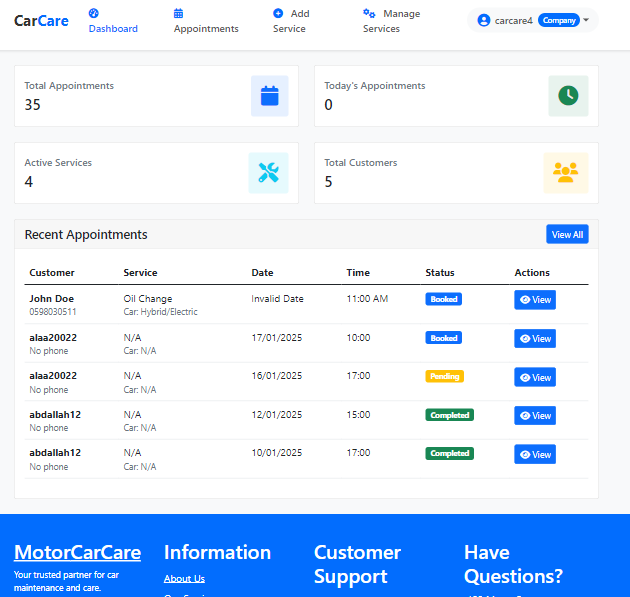 CarCare
Dashboard
Appointments
Add
Service
Manage
Services
carcare4 Company
Total Appointments
35
Today's Appointments
0
Active Services
4
Total Customers
5
Recent Appointments View All
Customer Service Date Time Status Actions
John Doe Oil Change Invalid Date 11:00 AM Booked View
0598030511 Car: Hybrid/Electric
alaa20022 N/A 17/01/2025 10:00 Booked View
No phone Car: N/A
alaa20022 N/A 16/01/2025 17:00 Pending View
No phone Car: N/A
abdallah12 N/A 12/01/2025 15:00 Completed View
No phone Car: N/A
abdallah12 N/A 10/01/2025 17:00 Completed View
No phone Car: N/A
MotorCarCare
Your trusted partner for car
maintenance and care.
Information
About Us
Customer
Support
Have
Questions?